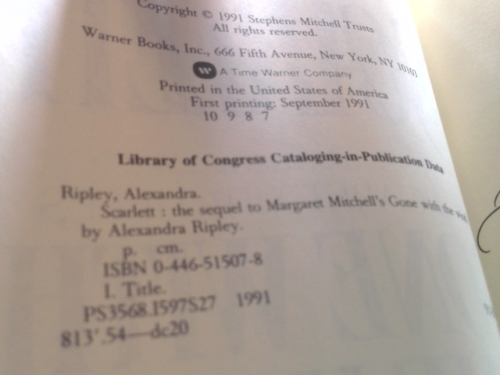 Copyright © 1991 Stephens Mitchell Trusts
All rights reserved.
Warner Books, Inc., 666 Fifth Avenue, New York, NY 10103
A Time Warner Company
Printed in the United States of America
First printing: September 1991
10 9 8 7
Library of Congress Cataloging-in-Publication Data
Ripley, Alexandra.
Scarlett : the sequel to Margaret Mitchell's Gone with the
by Alexandra Ripley.
p. cm.
ISBN 0-446-51507-8
I. Title.
PS3568.I597S27 1991
813'.54—dc20